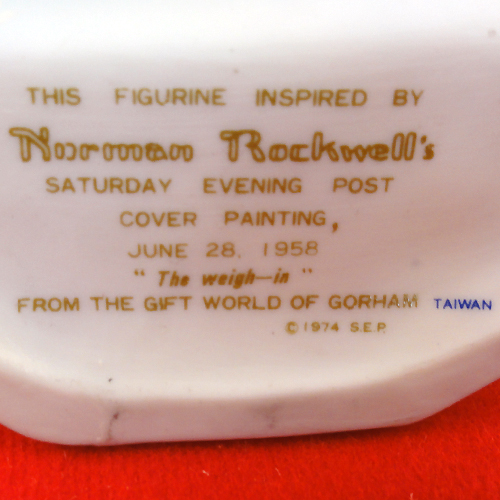 THIS FIGURINE INSPIRED BY
Norman Rockwell's
SATURDAY EVENING POST
COVER PAINTING,
JUNE 28, 1958
"The weigh-in"
FROM THE GIFT WORLD OF GORHAM TAIWAN
© 1974 S.E.P.